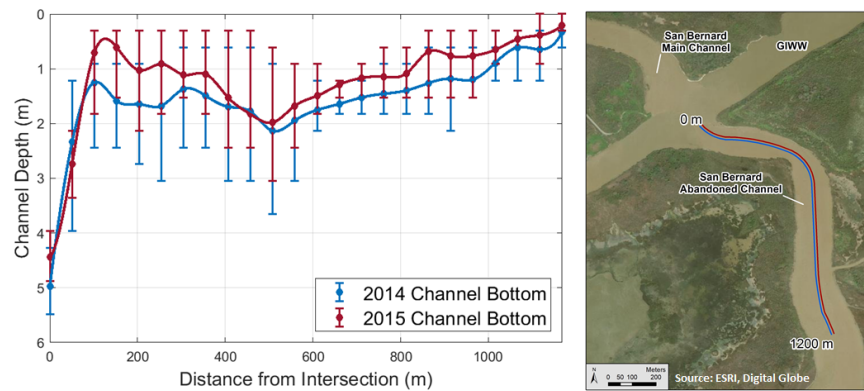 0
1
2
3
4
5
6
Channel Depth (m)
0
200
400
600
800
1000
Distance from Intersection (m)
2014 Channel Bottom
2015 Channel Bottom
San Bernard
Main Channel
GIWW
0 m
San Bernard
Abandoned Channel
1200 m
N
Meters
0 50 100 200
Source: ESRI, Digital Globe